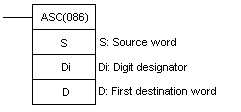 ASC(086)
S S: Source word
Di Di: Digit designator
D D: First destination word